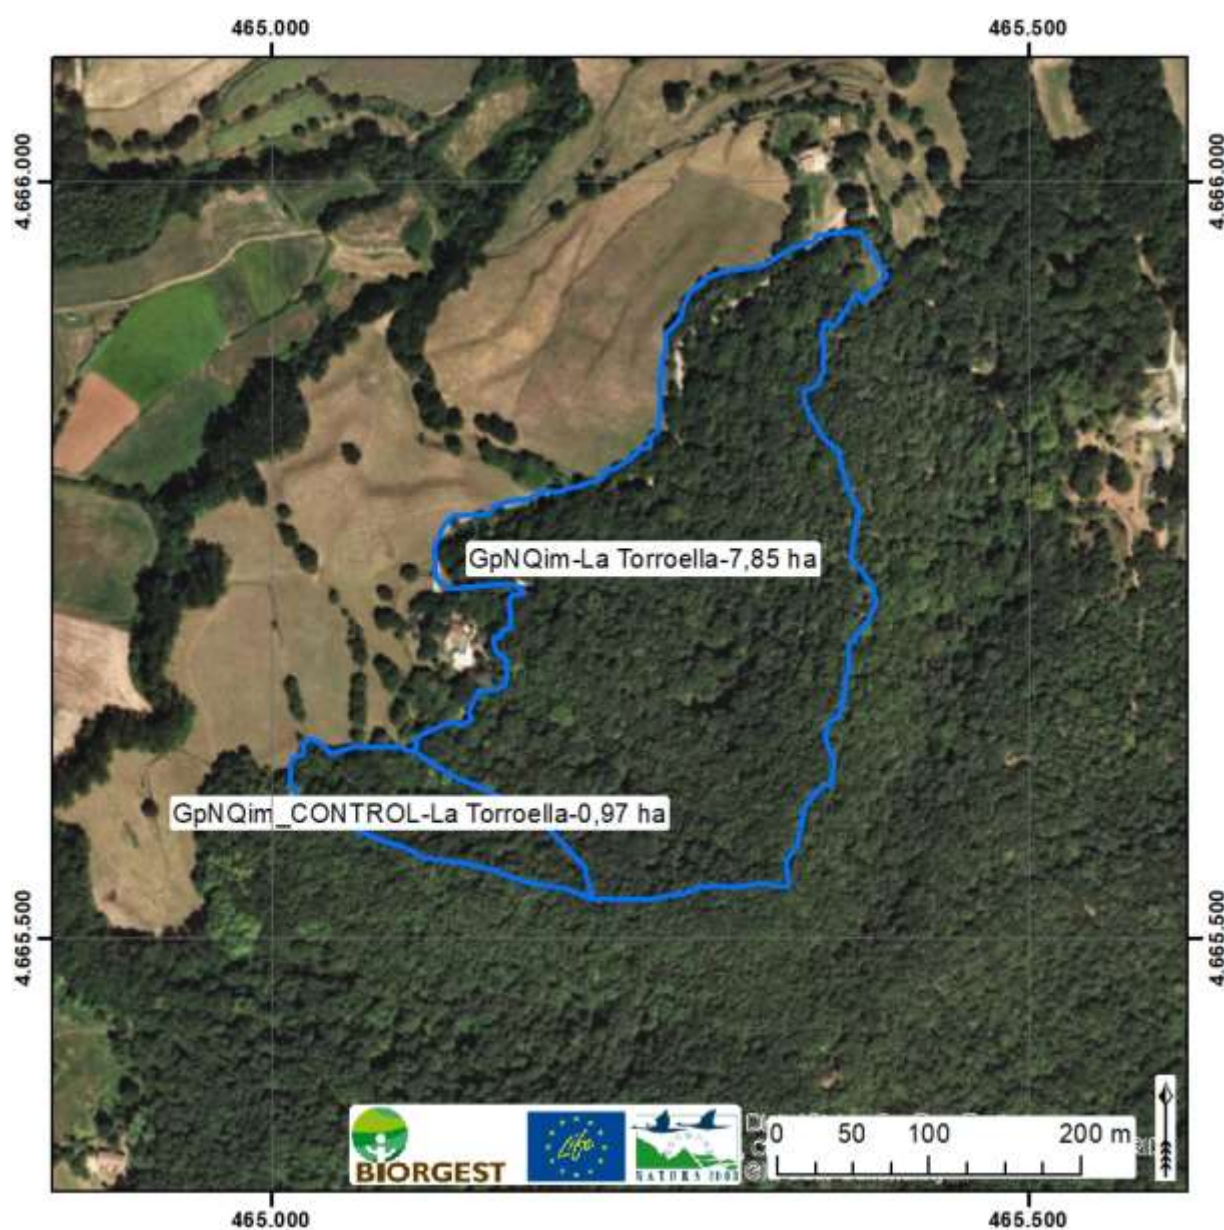 465.000 465.500
4.666.000 4.666.000
GpNQim-La Torroella-7,85 ha
GpNQim_CONTROL-La Torroella-0,97 ha
4.665.500 4.665.500
BIORGEST
Life
NATURA 2000
0 50 100 200 m
465.000 465.500